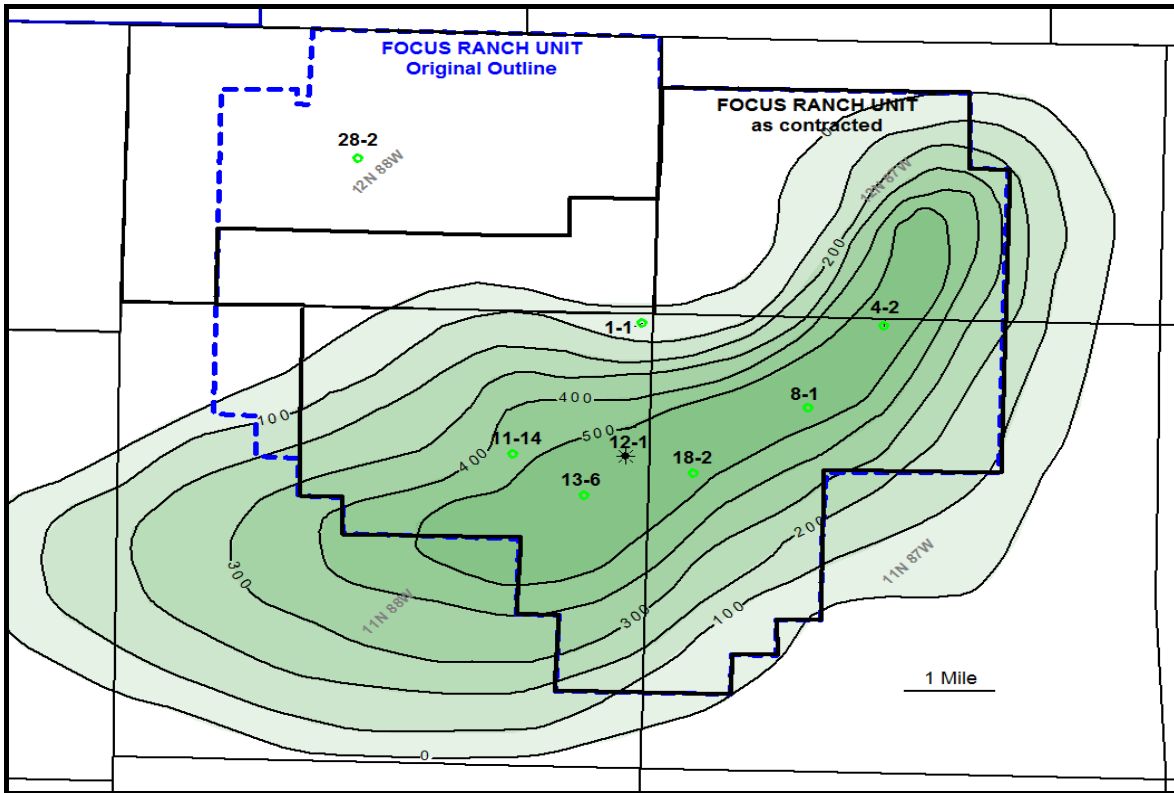 FOCUS RANCH UNIT
Original Outline
FOCUS RANCH UNIT
as contracted
0
28-2
12N 88W
12N 87W
200
4-2
1-1
8-1
400
100
500
12-1
11-14
400
18-2
13-6
200
11N 87W
300
11N 88W
300
100
1 Mile
0